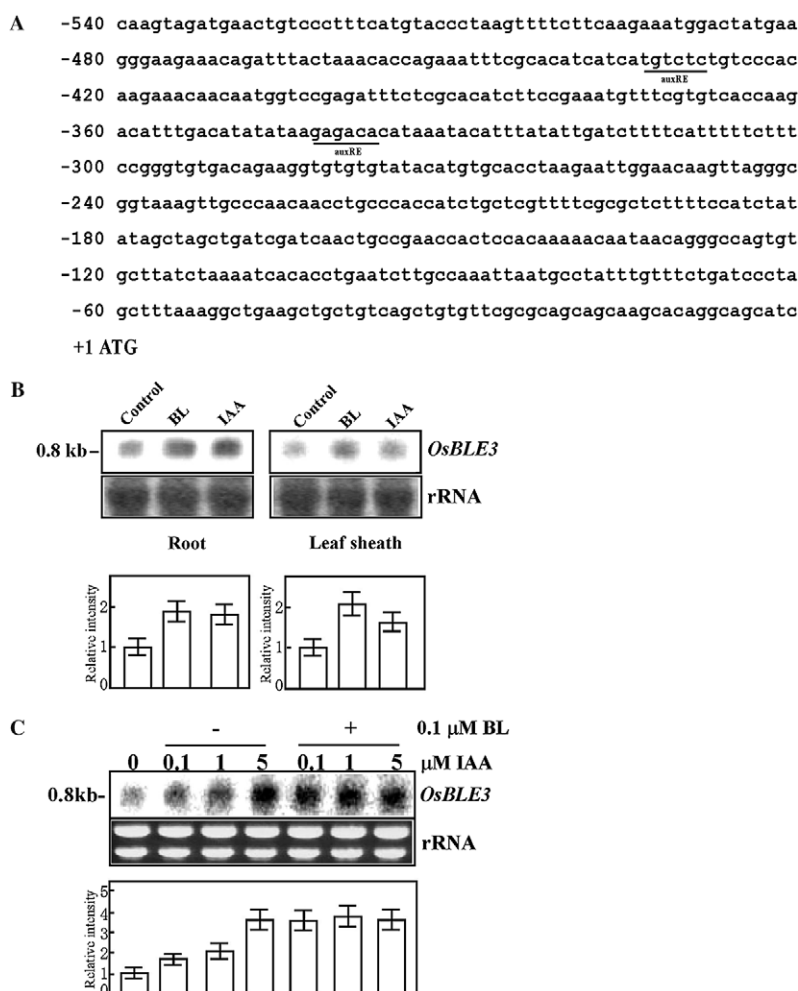 A -540 caagtagatgaactgtccctttcatgtaccctaagttttcttcaagaaatggactatgaa
-480 gggaagaaacagatttactaaacaccagaaatttcgcacatcatcatgtctctgtcccac
auxRE
-420 aagaaacaacaatggtccgagatttctcgcacatcttccgaaatgtttcgtgtcaccaag
-360 acatttgacatatataagagacacataaatacatttatattgatcttttcatttttcttt
auxRE
-300 ccgggtgtgacagaaggtgtgtgtatacatgtgcacctaagaattggaacaagttagggc
-240 ggtaaagttgcccaacaacctgcccaccatctgctcgttttcgcgctcttttccatctat
-180 atagctagctgatcgatcaactgccgaaccactccacaaaaacaataacagggccagtgt
-120 gcttatctaaaatcacacctgaatcttgccaaattaatgcctatttgtttctgatcccta
-60 gctttaaaggctgaagctgctgtcagctgtgttcgcgcagcagcaagcacaggcagcatc
+1 ATG
B
Control BL IAA Control BL IAA
0.8 kb- OsBLE3
rRNA
Root Leaf sheath
Relative intensity 2 1 0
Relative intensity 2 1 0
C - + 0.1 µM BL
0 0.1 1 5 0.1 1 5 µM IAA
0.8kb- OsBLE3
rRNA
Relative intensity 5 4 3 2 1 0